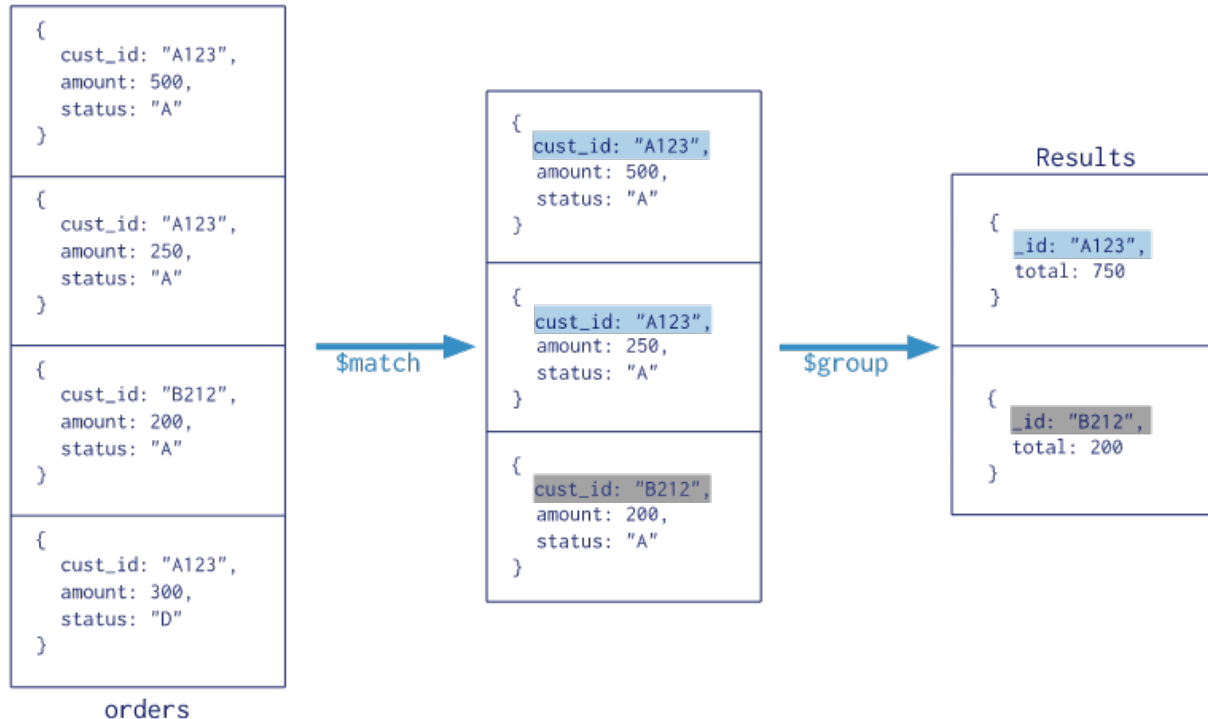 {
cust_id: "A123",
amount: 500,
status: "A"
}
{
cust_id: "A123",
amount: 250,
status: "A"
}
{
cust_id: "B212",
amount: 200,
status: "A"
}
{
cust_id: "A123",
amount: 300,
status: "D"
}
orders
$match
{
cust_id: "A123",
amount: 500,
status: "A"
}
{
cust_id: "A123",
amount: 250,
status: "A"
}
{
cust_id: "B212",
amount: 200,
status: "A"
}
$group
Results
{
_id: "A123",
total: 750
}
{
_id: "B212",
total: 200
}